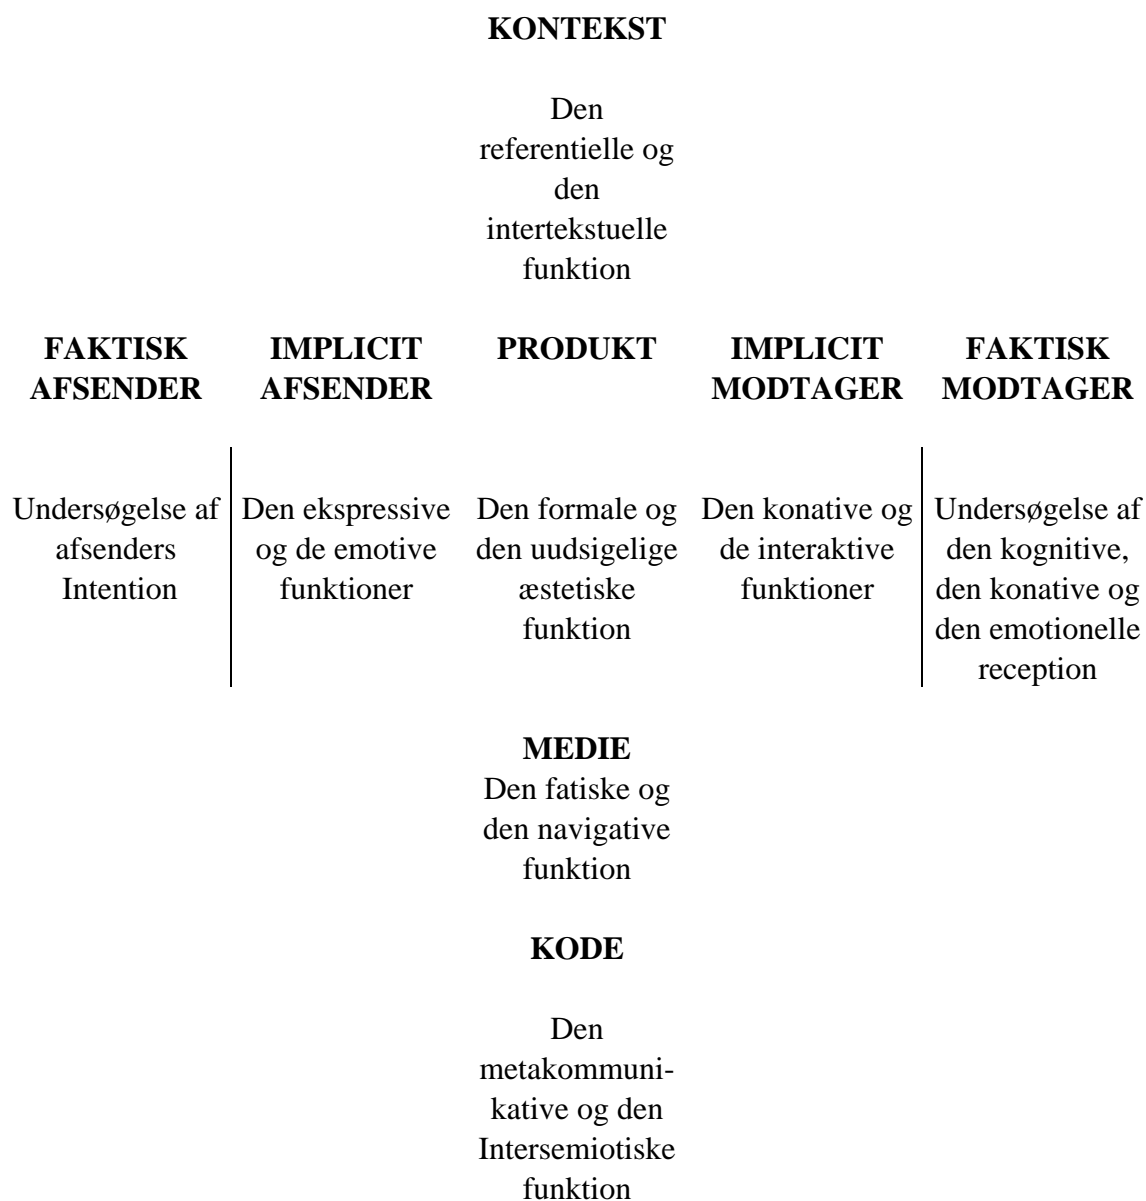 KONTEKST
Den
referentielle og
den
intertekstuelle
funktion
FAKTISK
AFSENDER
IMPLICIT
AFSENDER
PRODUKT
IMPLICIT
MODTAGER
FAKTISK
MODTAGER
Undersøgelse af
afsenders
Intention
Den ekspressive
og de emotive
funktioner
Den formale og
den uudsigelige
æstetiske
funktion
Den konative og
de interaktive
funktioner
Undersøgelse af
den kognitive,
den konative og
den emotionelle
reception
MEDIE
Den fatiske og
den navigative
funktion
KODE
Den
metakommuni-
kative og den
Intersemiotiske
funktion